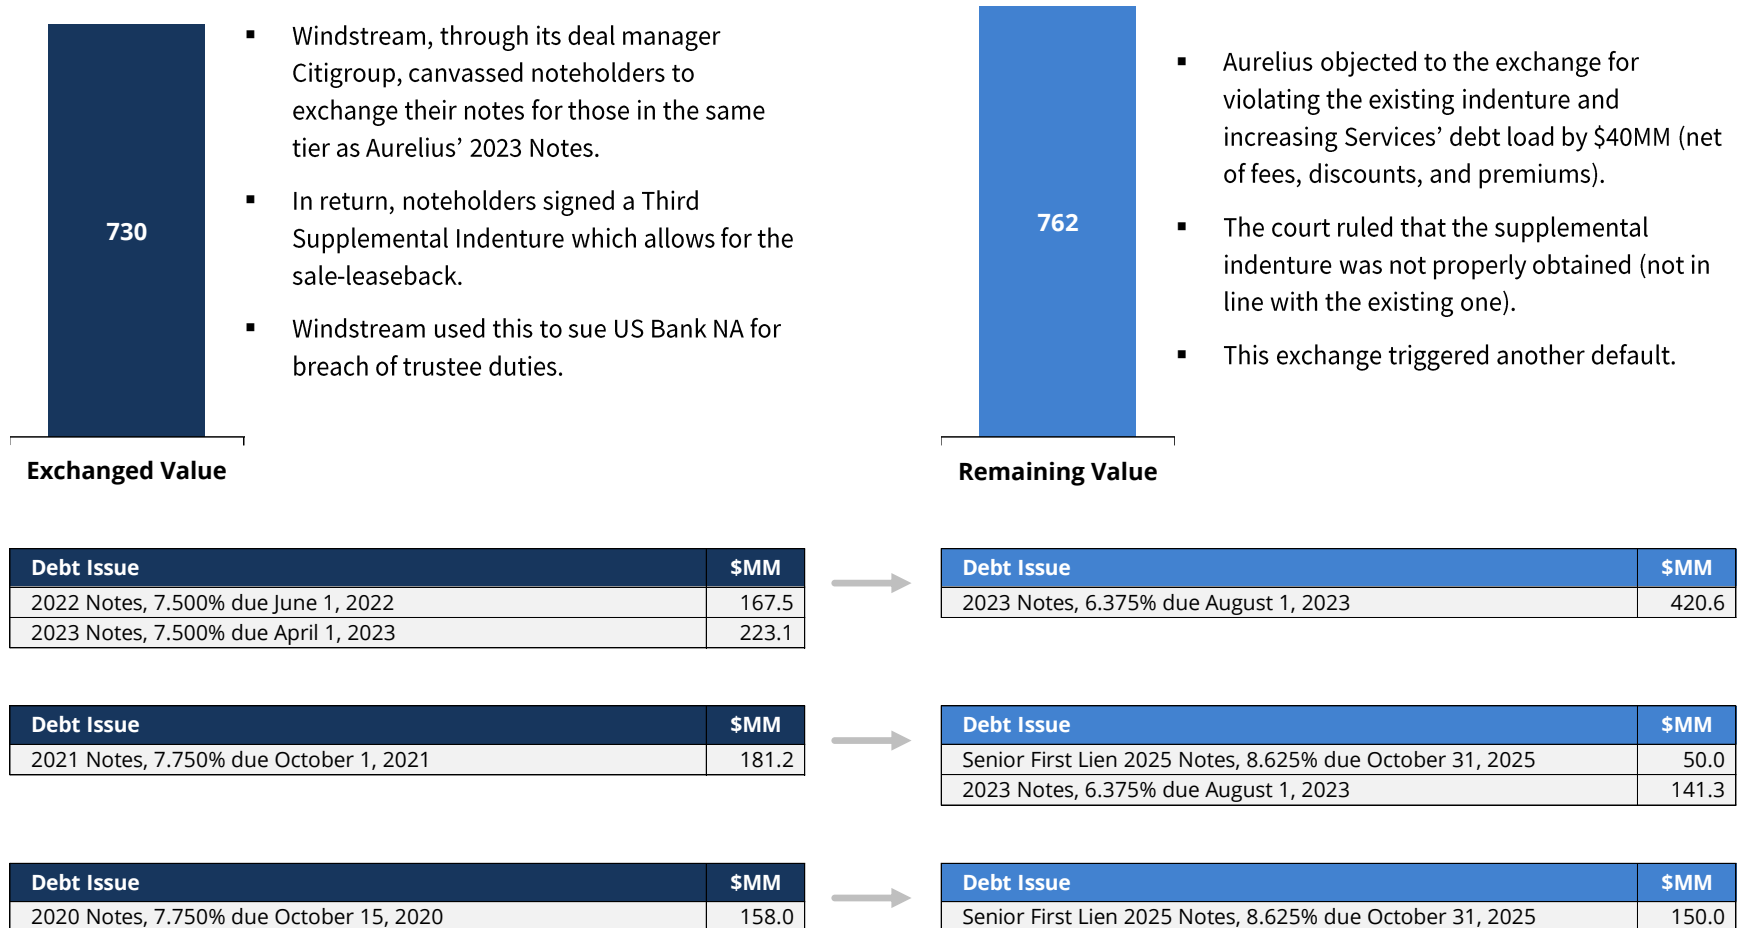 730
▪ Windstream, through its deal manager
Citigroup, canvassed noteholders to
exchange their notes for those in the same
tier as Aurelius’ 2023 Notes.
▪ In return, noteholders signed a Third
Supplemental Indenture which allows for the
sale-leaseback.
▪ Windstream used this to sue US Bank NA for
breach of trustee duties.
Exchanged Value
762
▪ Aurelius objected to the exchange for
violating the existing indenture and
increasing Services’ debt load by $40MM (net
of fees, discounts, and premiums).
▪ The court ruled that the supplemental
indenture was not properly obtained (not in
line with the existing one).
▪ This exchange triggered another default.
Remaining Value
Debt Issue $MM
2022 Notes, 7.500% due June 1, 2022 167.5
2023 Notes, 7.500% due April 1, 2023 223.1
Debt Issue $MM
2023 Notes, 6.375% due August 1, 2023 420.6
Debt Issue $MM
2021 Notes, 7.750% due October 1, 2021 181.2
Debt Issue $MM
Senior First Lien 2025 Notes, 8.625% due October 31, 2025 50.0
2023 Notes, 6.375% due August 1, 2023 141.3
Debt Issue $MM
2020 Notes, 7.750% due October 15, 2020 158.0
Debt Issue $MM
Senior First Lien 2025 Notes, 8.625% due October 31, 2025 150.0